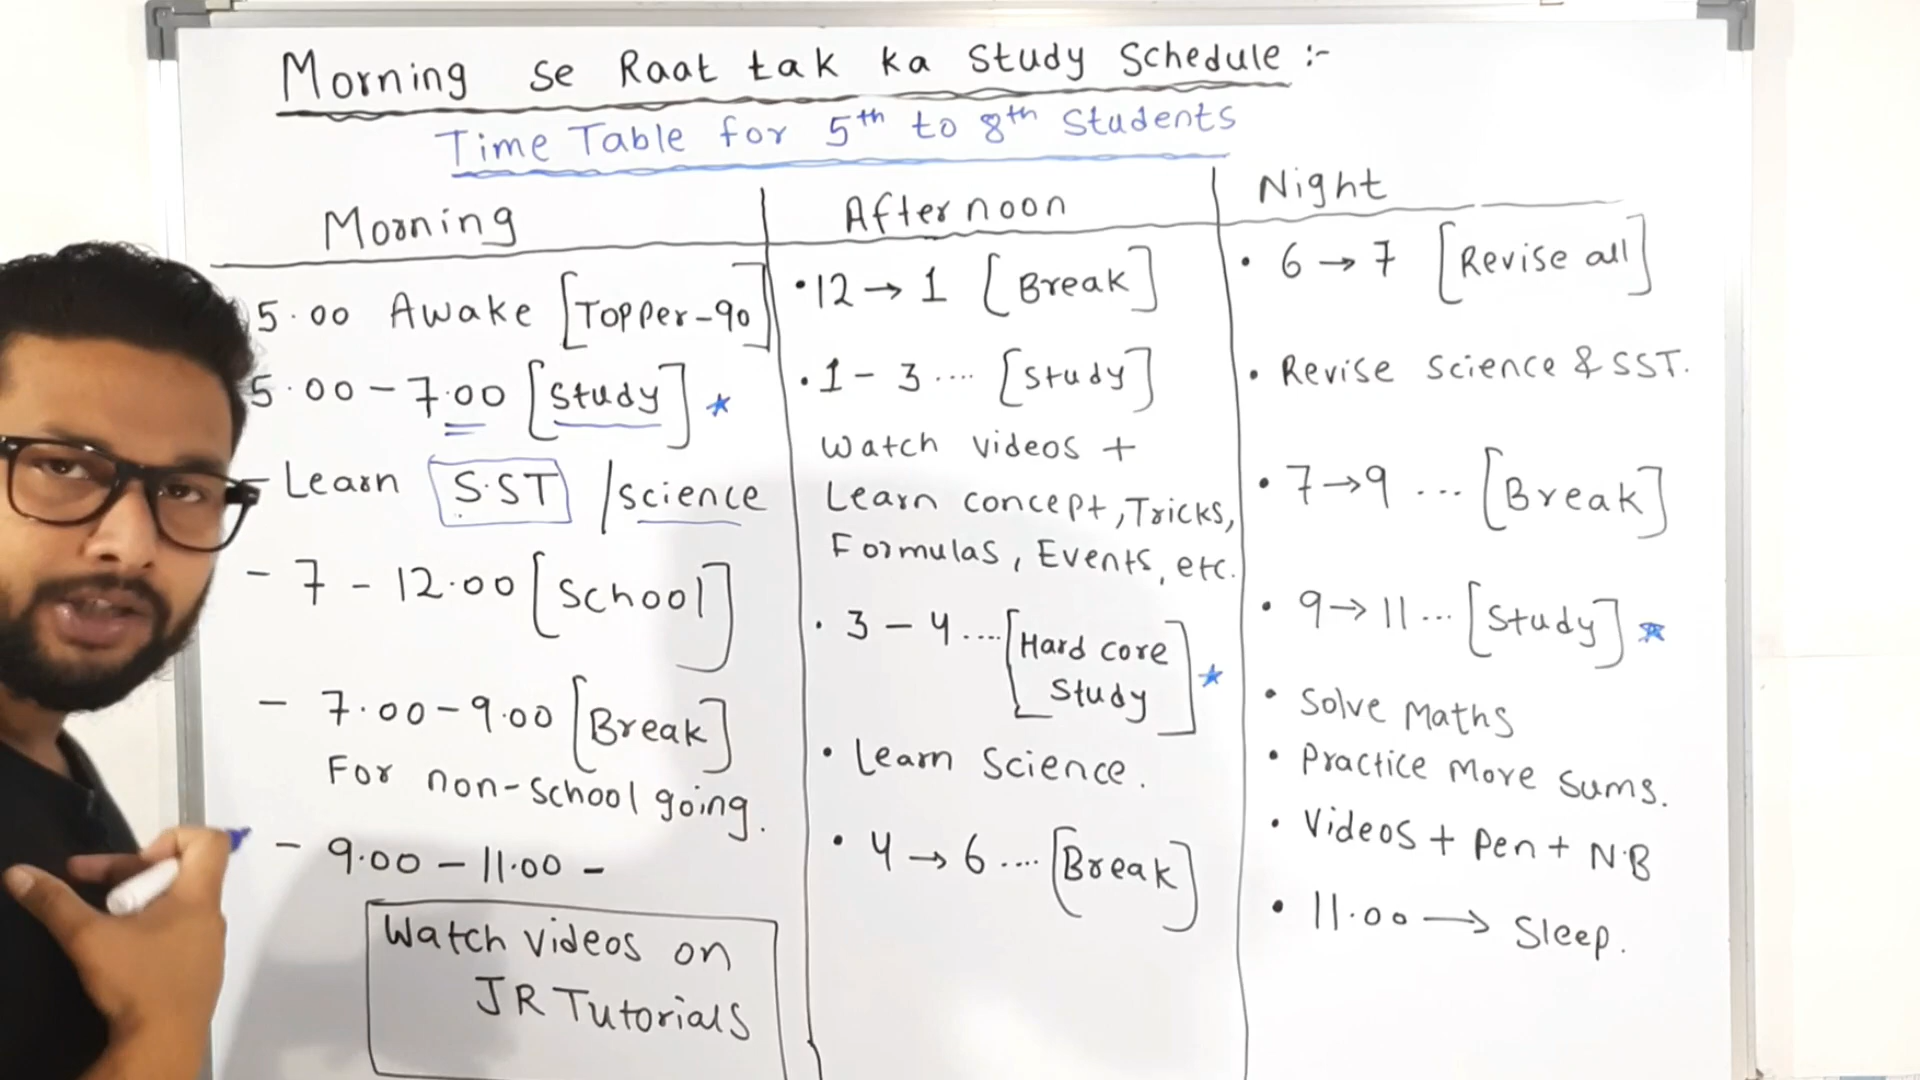 Morning se Raat tak ka Study Schedule :-
Time Table for 5th to 8th Students
Morning
5.00 Awake [Topper-90]
5.00 - 7.00 [Study] ★
- Learn S.ST / Science
- 7 - 12.00 [School]
- 7.00 - 9.00 [Break]
For non-school going.
- 9.00 - 11.00 -
Watch videos on
JR Tutorials
Afternoon
• 12 → 1 [Break]
• 1 - 3 .... [Study]
Watch videos +
Learn concept, Tricks,
Formulas, Events, etc.
• 3 - 4 .... [Hard core
Study] ★
• Learn Science.
• 4 → 6 .... [Break]
Night
• 6 → 7 [Revise all]
• Revise Science & SST.
• 7 → 9 ... [Break]
• 9 → 11 ... [Study] ★
• Solve Maths
• Practice More Sums.
• Videos + Pen + N.B
• 11.00 → Sleep.